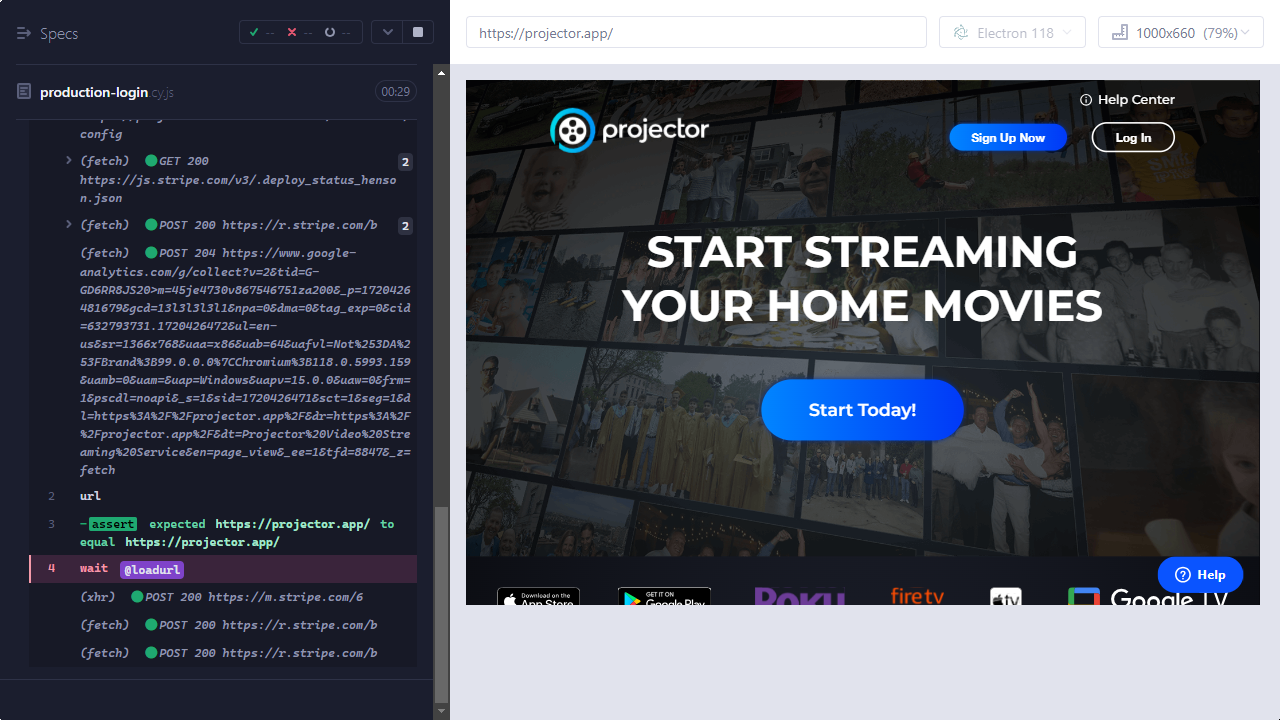 Specs
-- -- --
https://projector.app/
Electron 118
1000x660 (79%)
production-login.cy.js
00:29
config
(fetch) GET 200 2
https://js.stripe.com/v3/.deploy_status_henso
n.json
(fetch) POST 200 https://r.stripe.com/b 2
(fetch) POST 204 https://www.google-
analytics.com/g/collect?v=2&tid=G-
GD6RR8JS20>m=45je4730v867546751za200&_p=1720426
481679&gcd=13l3l3l3l1&npa=0&dma=0&tag_exp=0&cid
=632793731.1720426472&ul=en-
us&sr=1366x768&uaa=x86&uab=64&uafvl=Not%253DA%2
53FBrand%3B99.0.0.0%7CChromium%3B118.0.5993.159
&uamb=0&uam=&uap=Windows&uapv=15.0.0&uaw=0&frm=
1&pscdl=noapi&_s=1&sid=1720426471&sct=1&seg=1&d
l=https%3A%2F%2Fprojector.app%2F&dr=https%3A%2F
%2Fprojector.app%2F&dt=Projector%20Video%20Stre
aming%20Service&en=page_view&_ee=1&tfd=8847&_z=
fetch
2 url
3 -assert expected https://projector.app/ to
equal https://projector.app/
4 wait @loadurl
(xhr) POST 200 https://m.stripe.com/6
(fetch) POST 200 https://r.stripe.com/b
(fetch) POST 200 https://r.stripe.com/b
Help Center
projector
Sign Up Now
Log In
START STREAMING
YOUR HOME MOVIES
Start Today!
Help
Download on the
App Store
GET IT ON
Google Play
Roku
fire tv
tv
Google TV